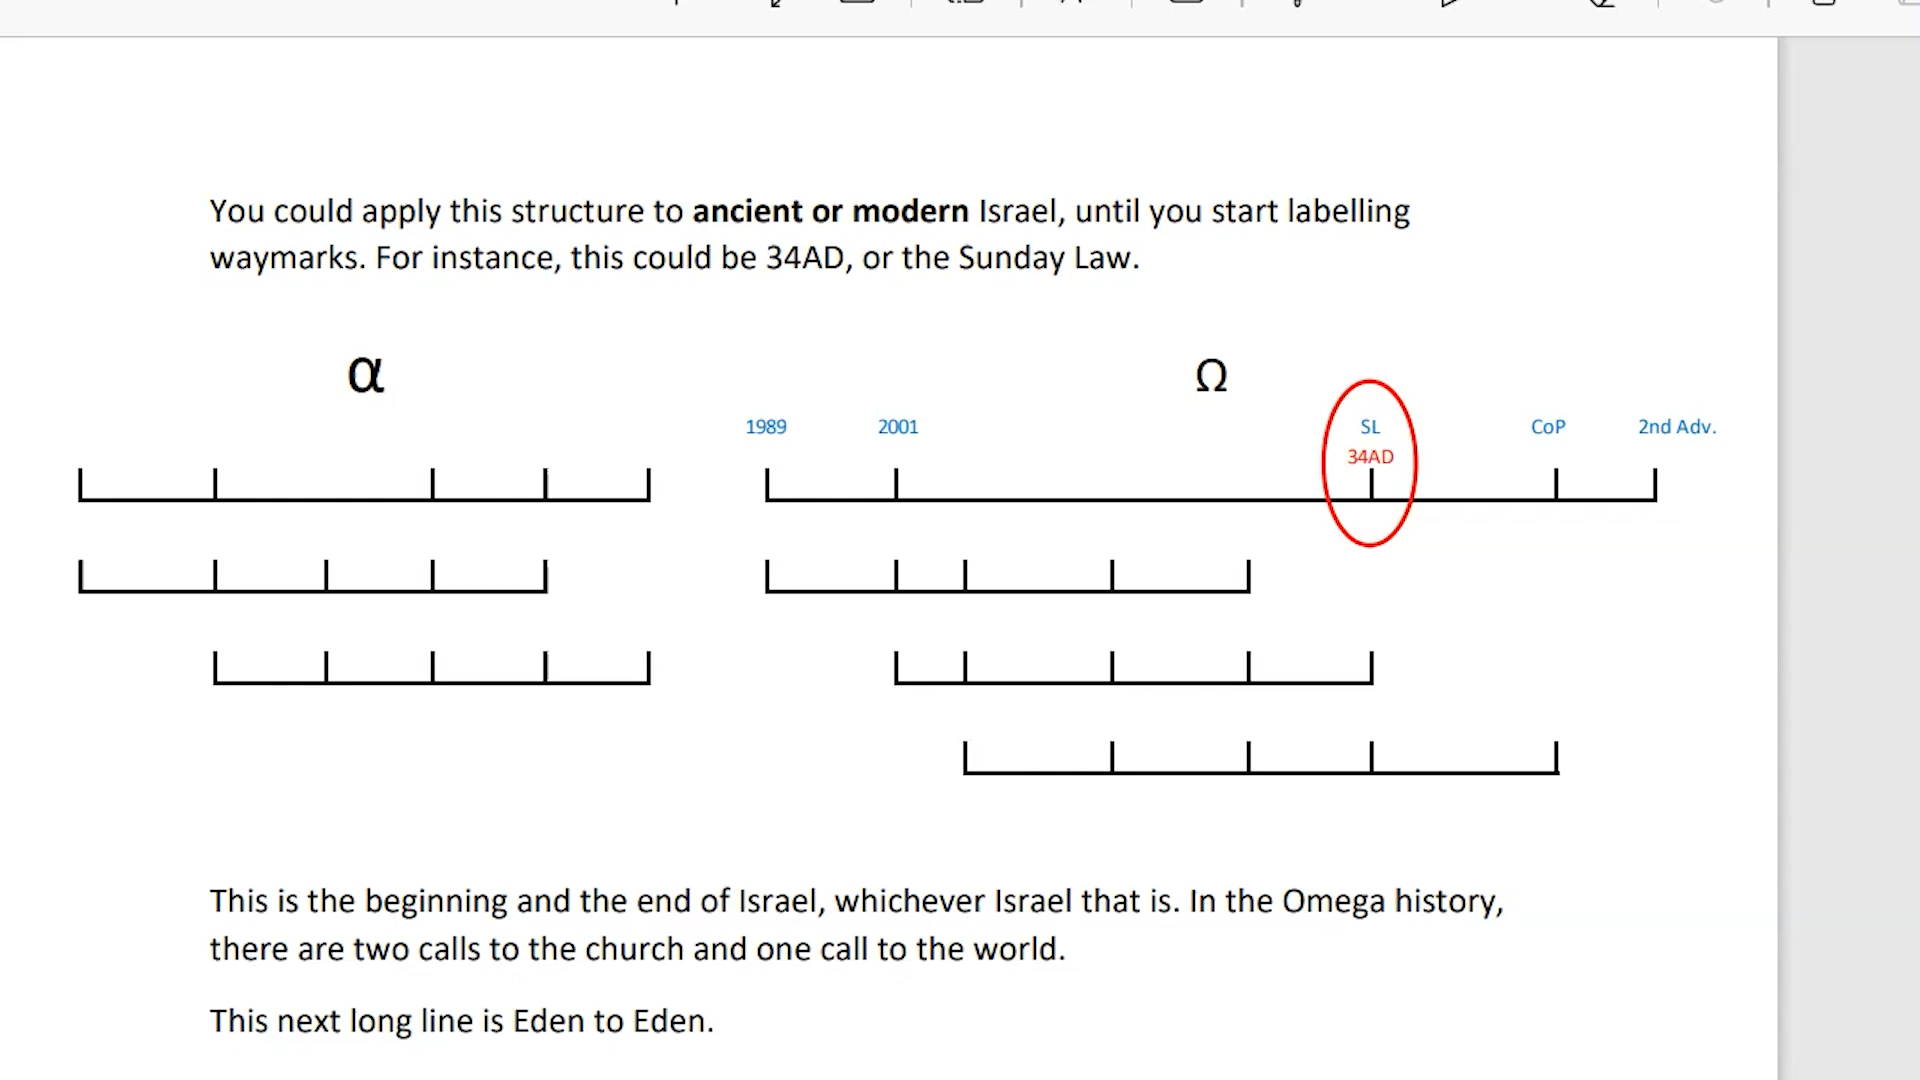 You could apply this structure to ancient or modern Israel, until you start labelling
waymarks. For instance, this could be 34AD, or the Sunday Law.
α
Ω
1989 2001 SL CoP 2nd Adv.
34AD
This is the beginning and the end of Israel, whichever Israel that is. In the Omega history,
there are two calls to the church and one call to the world.
This next long line is Eden to Eden.